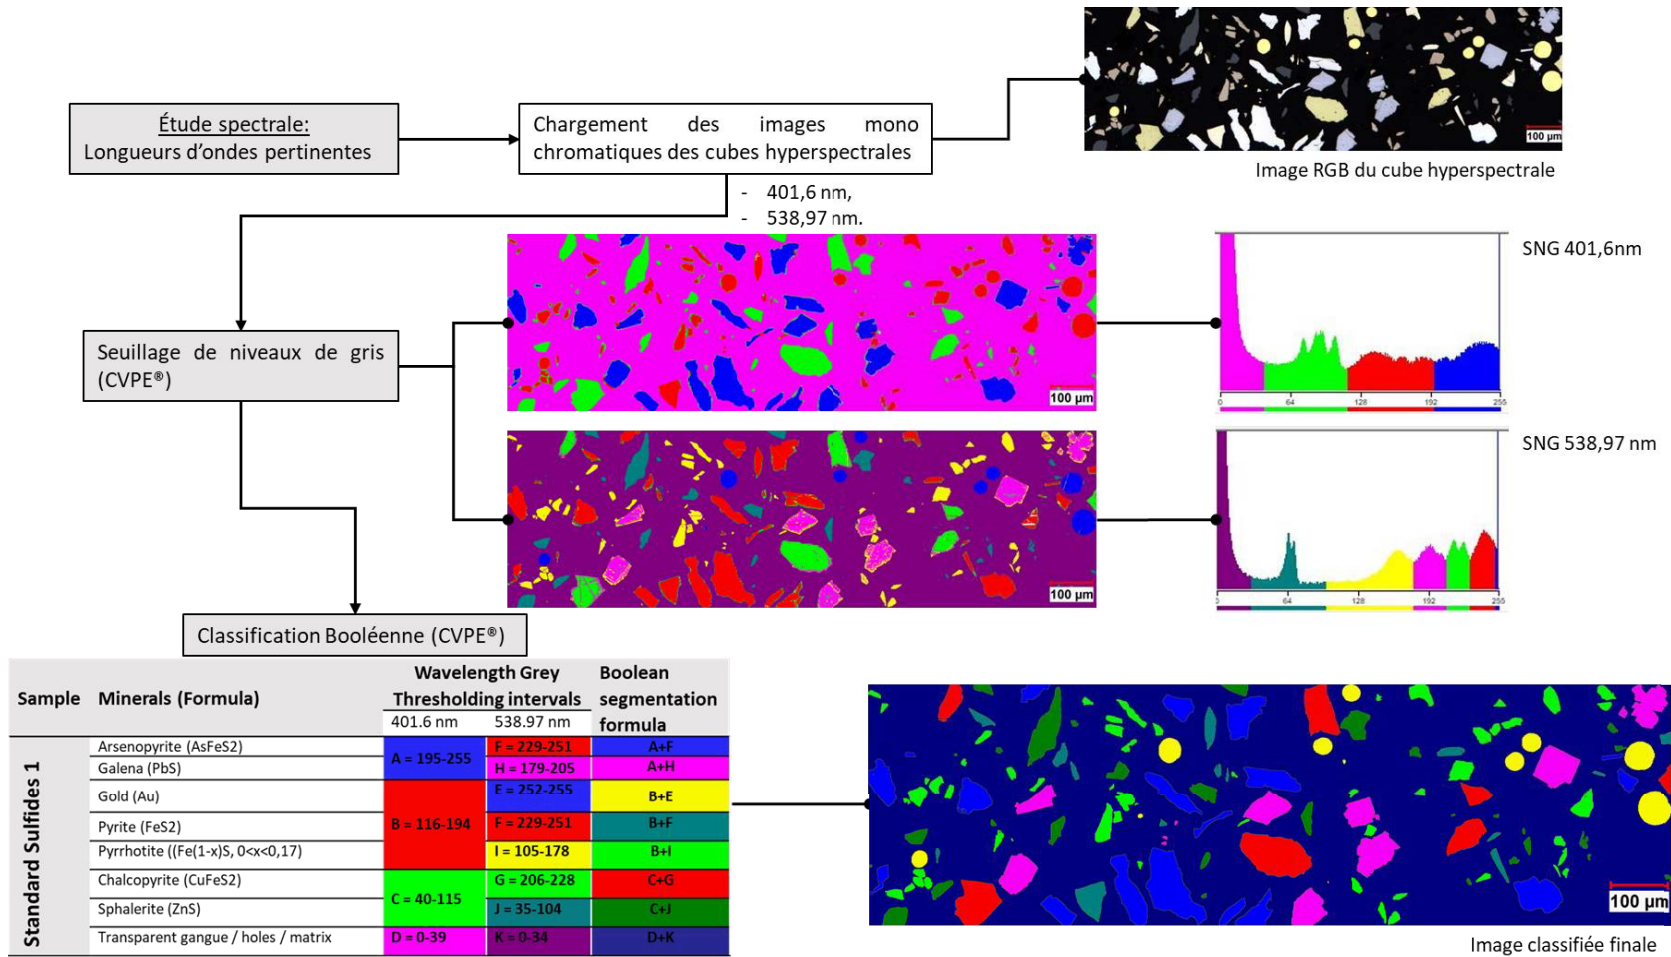 Étude spectrale:
Longueurs d'ondes pertinentes
Chargement des images mono
chromatiques des cubes hyperspectrales
100 µm
Image RGB du cube hyperspectrale
- 401,6 nm,
- 538,97 nm.
Seuillage de niveaux de gris
(CVPE®)
100 µm
SNG 401,6nm
0 64 128 192 255
100 µm
SNG 538,97 nm
0 64 128 192 255
Classification Booléenne (CVPE®)
Sample Minerals (Formula) Wavelength Grey Thresholding intervals Boolean segmentation formula
401.6 nm 538.97 nm
Standard Sulfides 1
Arsenopyrite (AsFeS2) A = 195-255 F = 229-251 A+F
Galena (PbS) H = 179-205 A+H
Gold (Au) B = 116-194 E = 252-255 B+E
Pyrite (FeS2) F = 229-251 B+F
Pyrrhotite ((Fe(1-x)S, 0<x<0,17) I = 105-178 B+I
Chalcopyrite (CuFeS2) C = 40-115 G = 206-228 C+G
Sphalerite (ZnS) J = 35-104 C+J
Transparent gangue / holes / matrix D = 0-39 K = 0-34 D+K
100 µm
Image classifiée finale